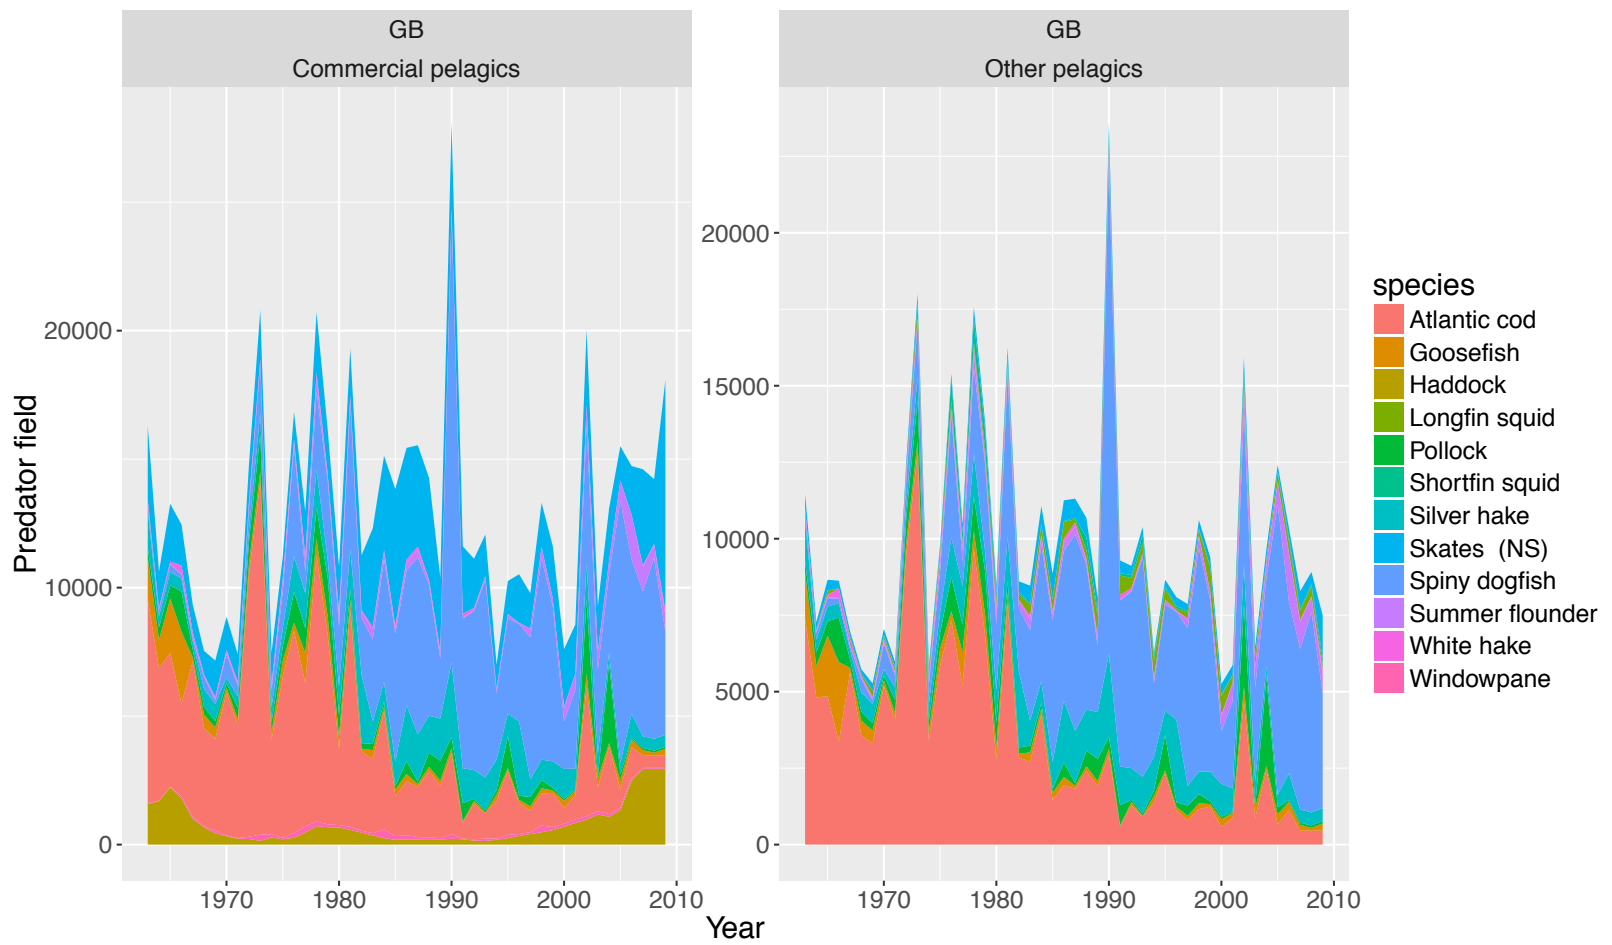 GB
Commercial pelagics
GB
Other pelagics
Predator field
20000
10000
0
1970
1980
1990
2000
2010
20000
15000
10000
5000
0
1970
1980
1990
2000
2010
Year
species
Atlantic cod
Goosefish
Haddock
Longfin squid
Pollock
Shortfin squid
Silver hake
Skates  (NS)
Spiny dogfish
Summer flounder
White hake
Windowpane